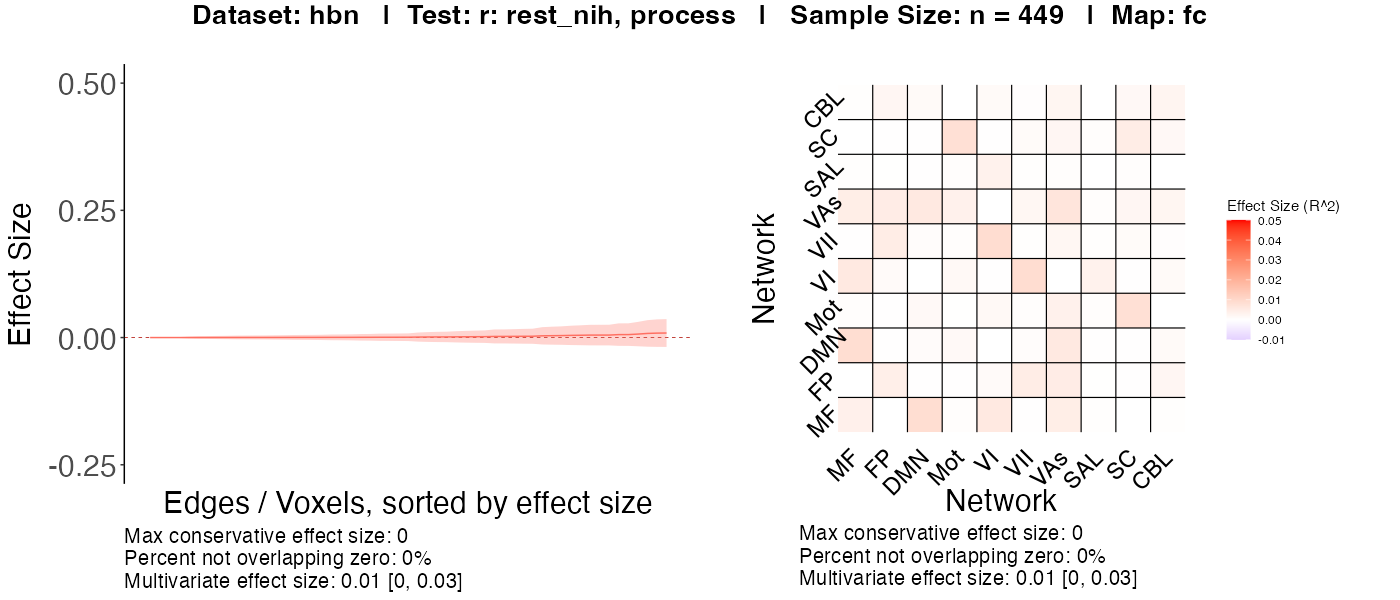 Dataset: hbn | Test: r: rest_nih, process | Sample Size: n = 449 | Map: fc
0.50
0.25
0.00
-0.25
Effect Size
Edges / Voxels, sorted by effect size
Max conservative effect size: 0
Percent not overlapping zero: 0%
Multivariate effect size: 0.01 [0, 0.03]
Network
CBL
SC
SAL
VAs
VII
VI
Mot
DMN
FP
MF
MF
FP
DMN
Mot
VI
VII
VAs
SAL
SC
CBL
Network
Max conservative effect size: 0
Percent not overlapping zero: 0%
Multivariate effect size: 0.01 [0, 0.03]
Effect Size (R^2)
0.05
0.04
0.03
0.02
0.01
0.00
-0.01